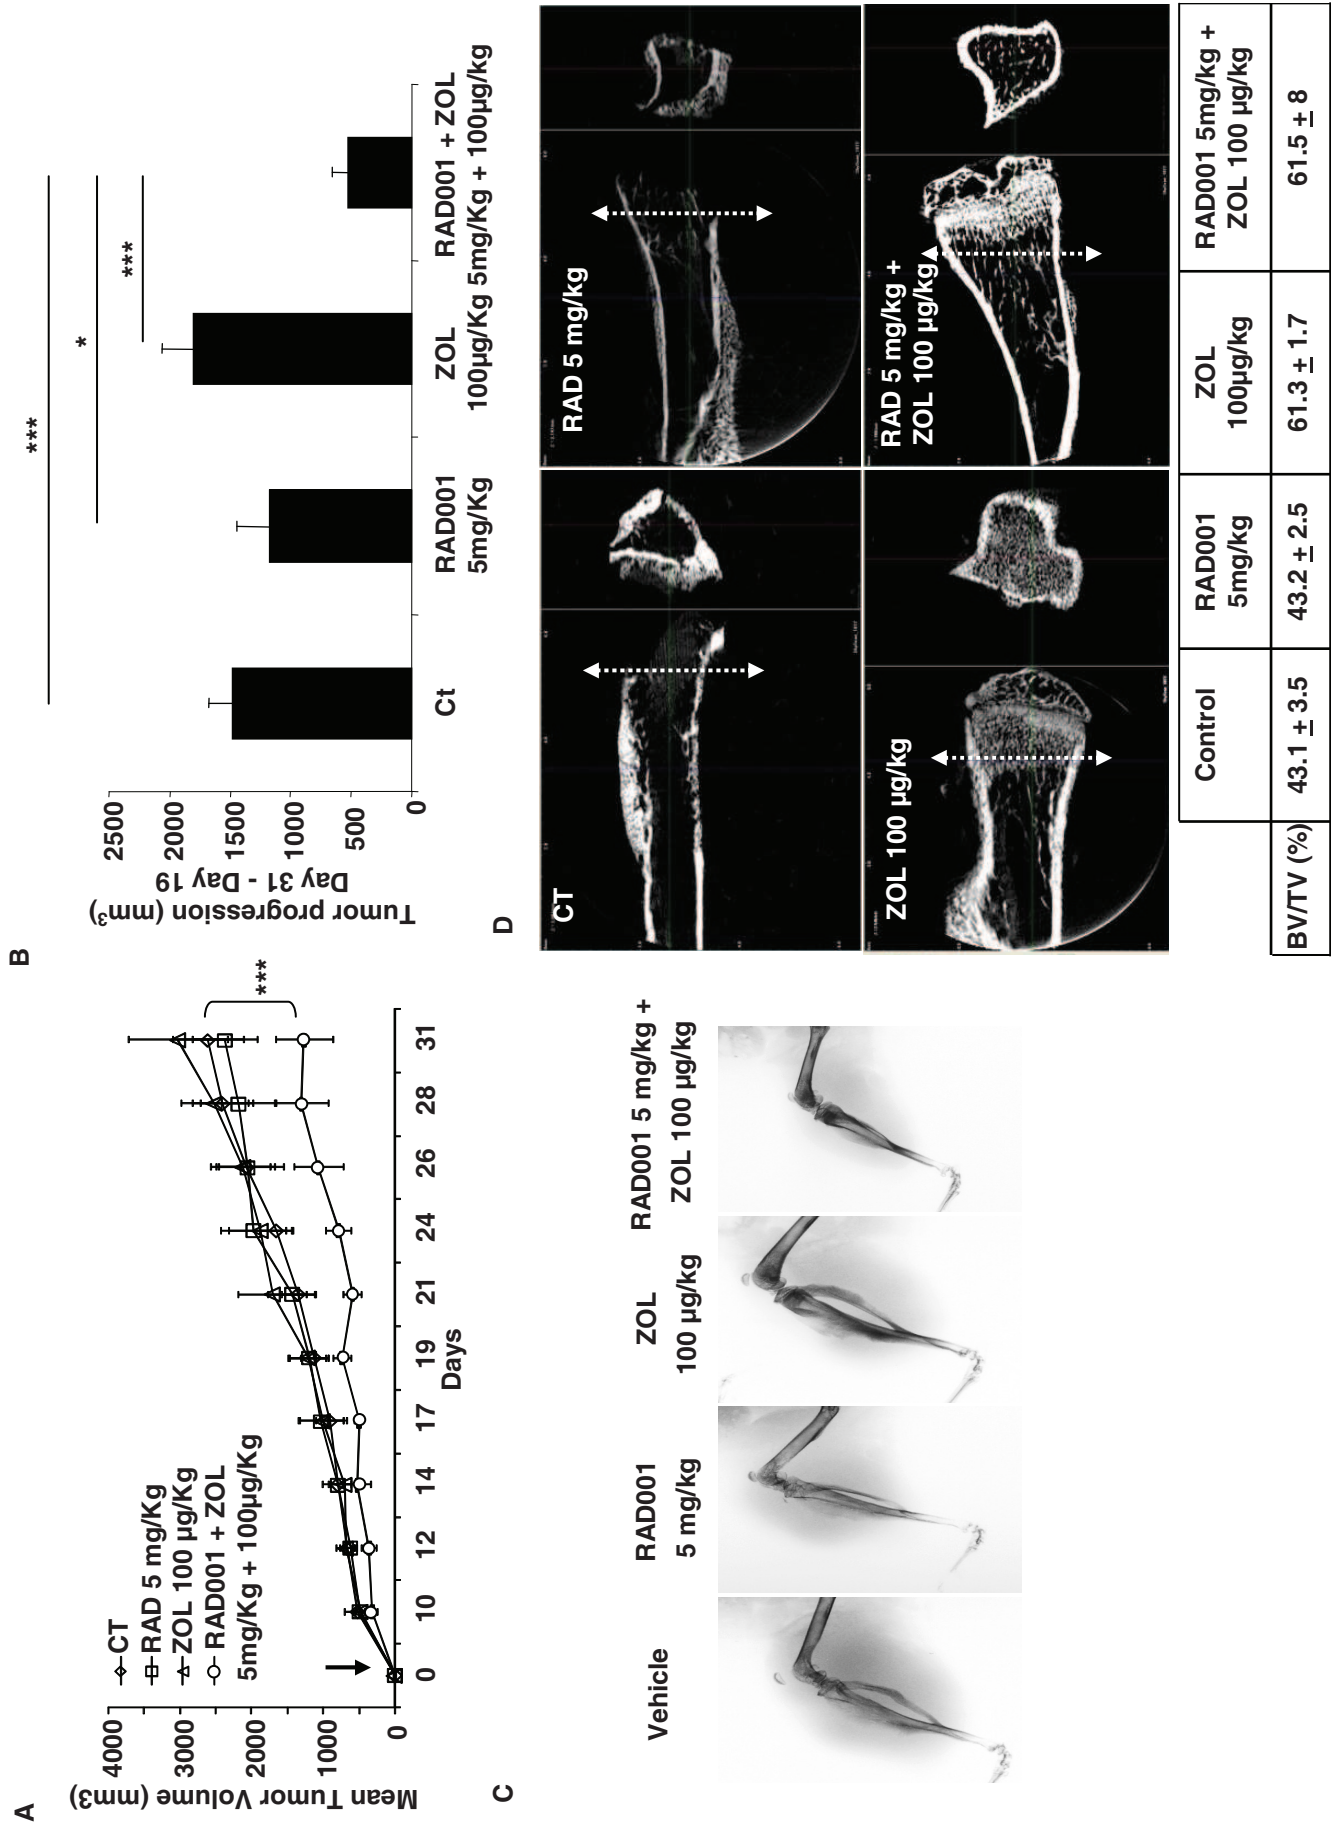 A
Mean Tumor Volume (mm3)
4000
3000
2000
1000
0
CT
RAD 5 mg/Kg
ZOL 100 µg/Kg
RAD001 + ZOL
5mg/Kg + 100µg/Kg
***
0 10 12 14 17 19 21 24 26 28 31
Days
B
Tumor progression (mm³)
Day 31 - Day 19
2500
2000
1500
1000
500
0
***
*
***
Ct
RAD001
5mg/Kg
ZOL
100µg/Kg
RAD001 + ZOL
5mg/Kg + 100µg/kg
C
Vehicle
RAD001
5 mg/kg
ZOL
100 µg/kg
RAD001 5 mg/kg +
ZOL 100 µg/kg
D
CT
RAD 5 mg/kg
ZOL 100 µg/kg
RAD 5 mg/kg +
ZOL 100 µg/kg
Control
RAD001
5mg/kg
ZOL
100µg/kg
RAD001 5mg/kg +
ZOL 100 µg/kg
BV/TV (%) 43.1 ± 3.5 43.2 ± 2.5 61.3 ± 1.7 61.5 ± 8